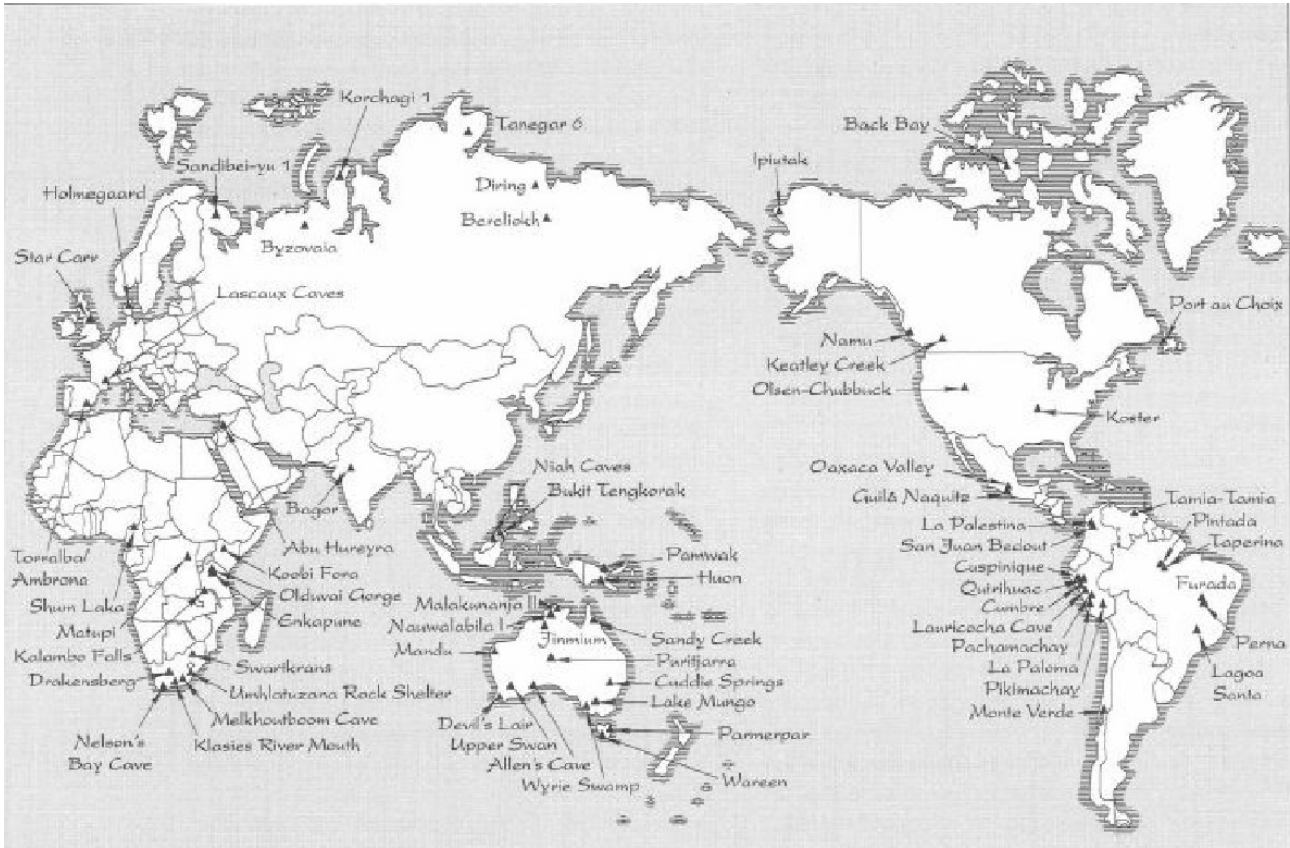 Korchagi 1
Tanegar 6
Back Bay
Sandibei-yu 1
Ipiutak
Holmegaard
Diring
Bereliokh
Byzovaia
Star Carr
Lascaux Caves
Port au Choix
Namu
Keatley Creek
Olsen-Chubbuck
Koster
Niah Caves
Oaxaca Valley
Bukit Tengkorak
Guilá Naquitz
Tamia-Tamia
Bagor
La Palestina
Pintada
San Juan Bedout
Taperina
Torralba/
Ambrona
Abu Hureyra
Pamwak
Cuspinique
Koobi Fora
Huon
Quirihuac
Furada
Shum Laka
Olduwai Gorge
Malakunanja II
Cumbre
Matupi
Enkapune
Nauwalabila I
Jinmium
Sandy Creek
Lauricocha Cave
Perna
Kalambo Falls
Mandu
Puritjarra
Pachamachay
Swartkrans
Cuddie Springs
La Paloma
Lagoa
Santa
Drakensberg
Umhlatuzana Rock Shelter
Lake Mungo
Pikimachay
Melkhoutboom Cave
Devil's Lair
Monte Verde
Nelson's
Bay Cave
Klasies River Mouth
Upper Swan
Parmerpar
Allen's Cave
Wareen
Wyrie Swamp